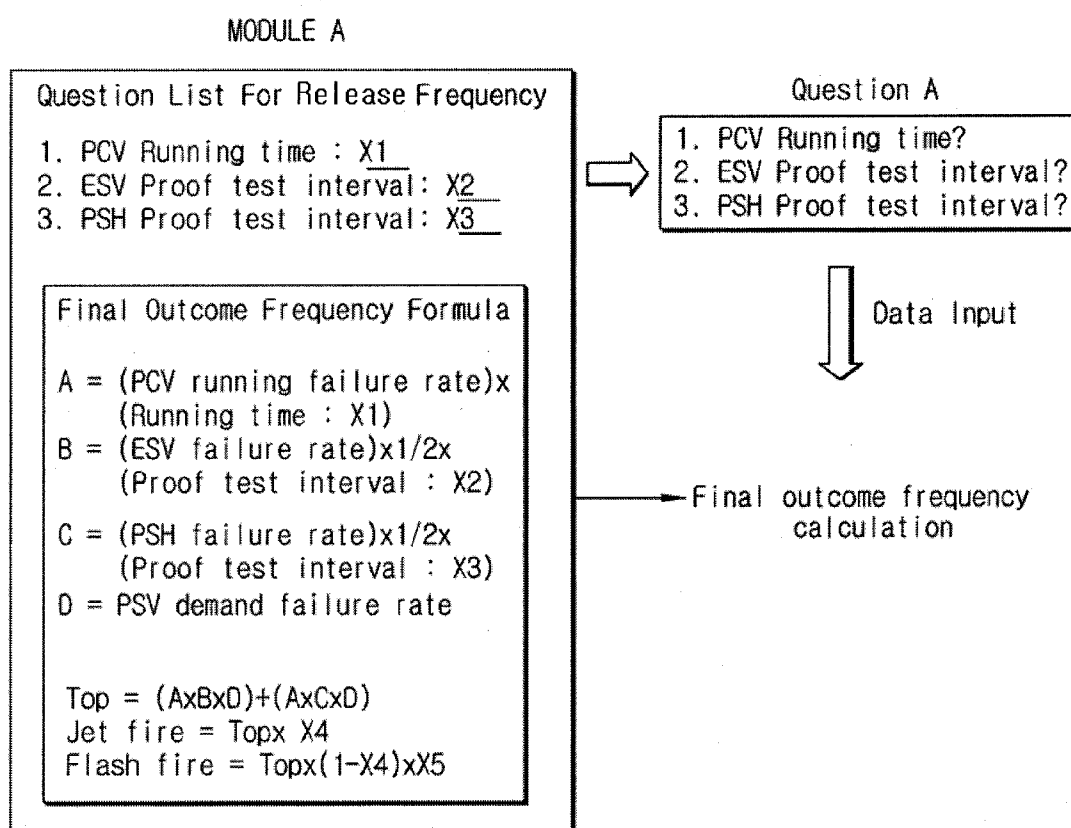 MODULE A
Question List For Release Frequency
1. PCV Running time : X1
2. ESV Proof test interval: X2
3. PSH Proof test interval: X3
Final Outcome Frequency Formula
A = (PCV running failure rate)x
(Running time : X1)
B = (ESV failure rate)x1/2x
(Proof test interval : X2)
C = (PSH failure rate)x1/2x
(Proof test interval : X3)
D = PSV demand failure rate
Top = (AxBxD)+(AxCxD)
Jet fire = Topx X4
Flash fire = Topx(1-X4)xX5
Question A
1. PCV Running time?
2. ESV Proof test interval?
3. PSH Proof test interval?
Data Input
Final outcome frequency
calculation